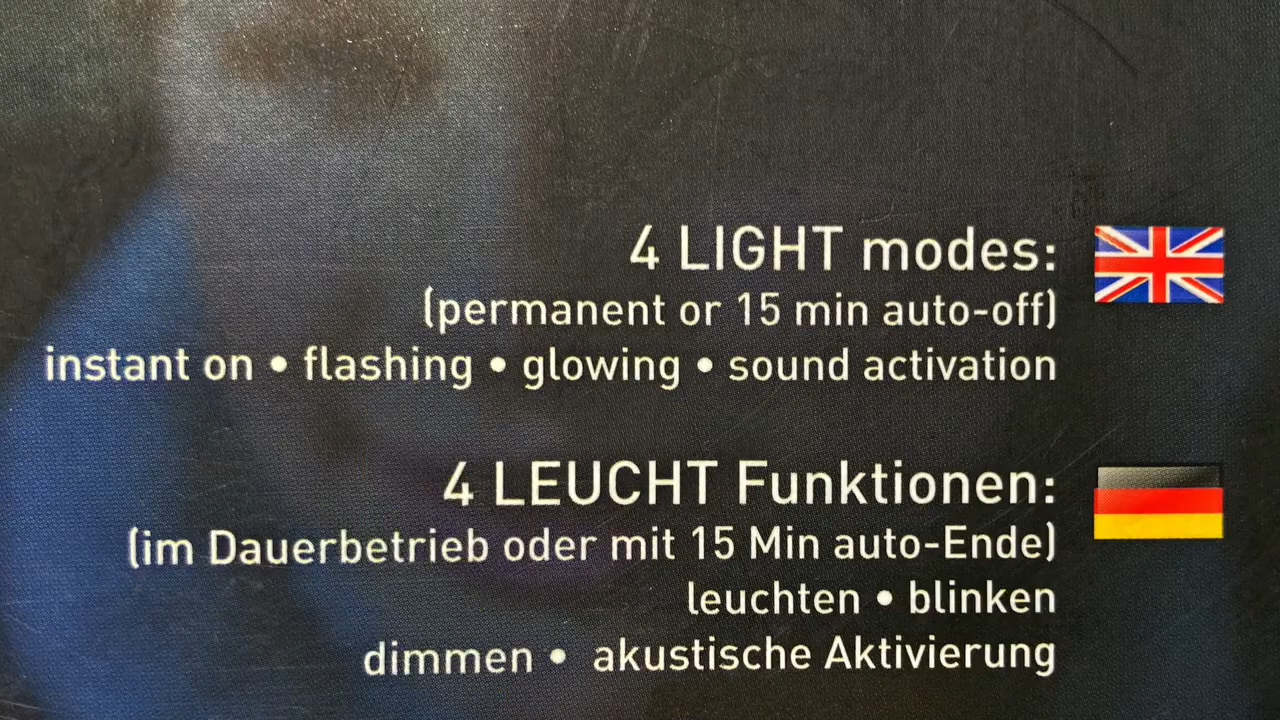 4 LIGHT modes:
(permanent or 15 min auto-off)
instant on • flashing • glowing • sound activation
4 LEUCHT Funktionen:
(im Dauerbetrieb oder mit 15 Min auto-Ende)
leuchten • blinken
dimmen • akustische Aktivierung